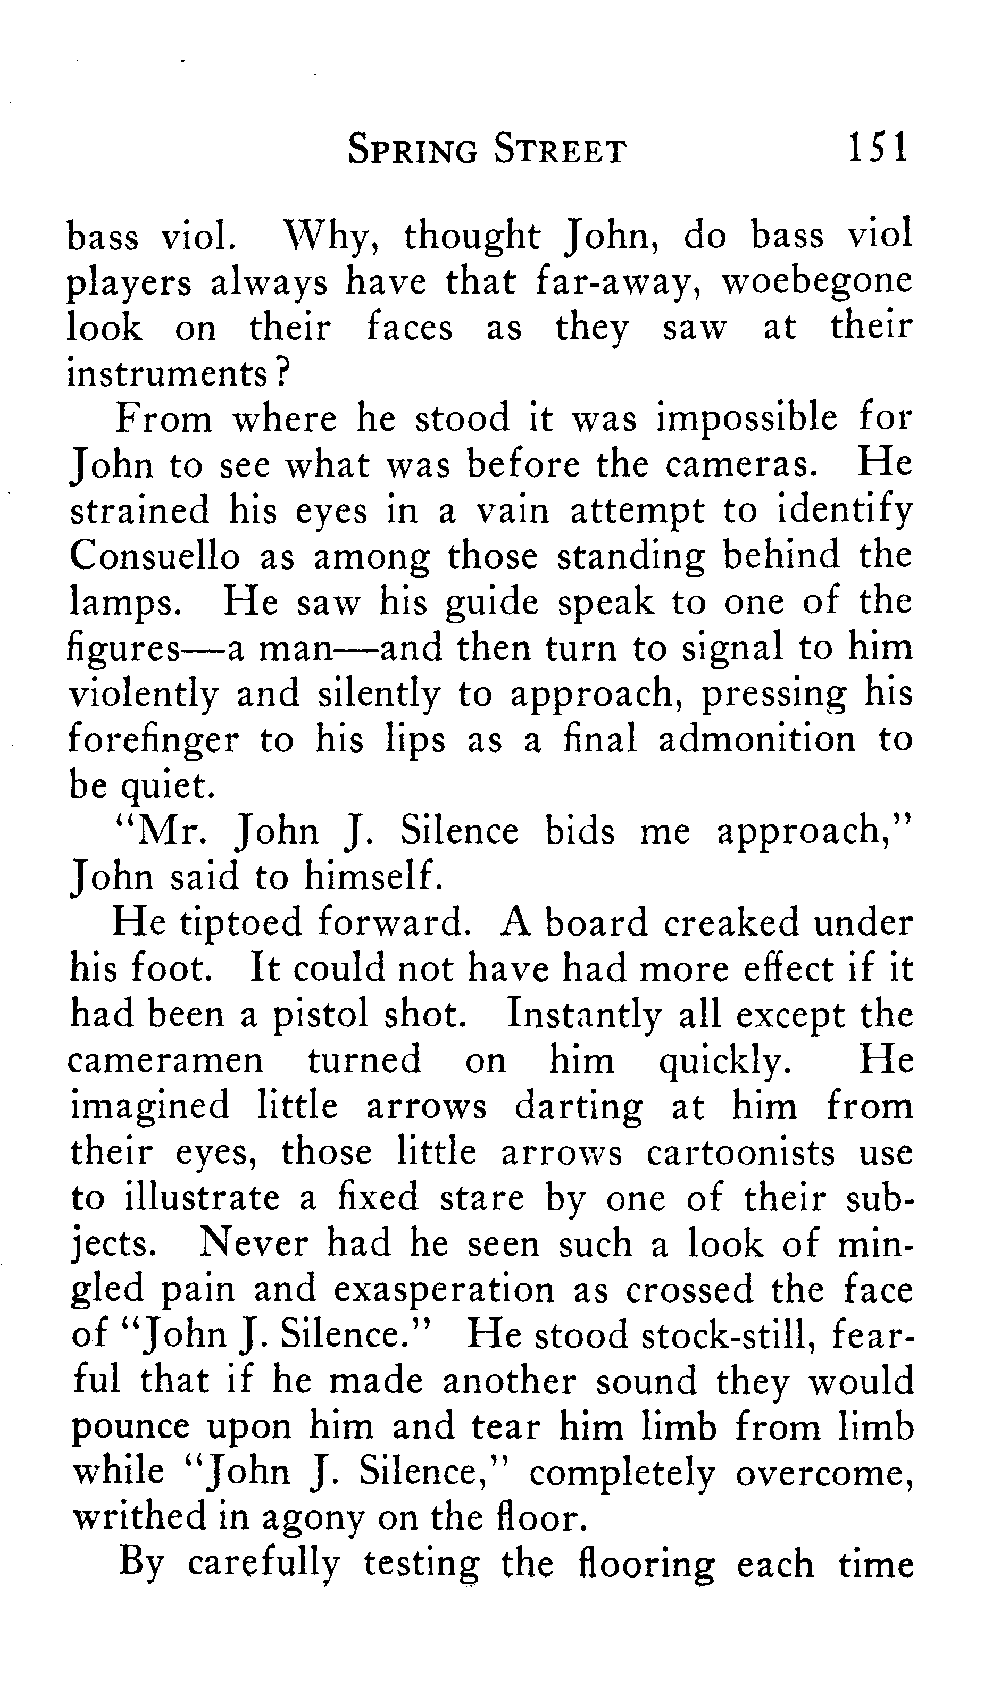 SPRING STREET 151
bass viol. Why, thought John, do bass viol
players always have that far-away, woebegone
look on their faces as they saw at their
instruments?
From where he stood it was impossible for
John to see what was before the cameras. He
strained his eyes in a vain attempt to identify
Consuello as among those standing behind the
lamps. He saw his guide speak to one of the
figures—a man—and then turn to signal to him
violently and silently to approach, pressing his
forefinger to his lips as a final admonition to
be quiet.
"Mr. John J. Silence bids me approach,"
John said to himself.
He tiptoed forward. A board creaked under
his foot. It could not have had more effect if it
had been a pistol shot. Instantly all except the
cameramen turned on him quickly. He
imagined little arrows darting at him from
their eyes, those little arrows cartoonists use
to illustrate a fixed stare by one of their sub-
jects. Never had he seen such a look of min-
gled pain and exasperation as crossed the face
of "John J. Silence." He stood stock-still, fear-
ful that if he made another sound they would
pounce upon him and tear him limb from limb
while "John J. Silence," completely overcome,
writhed in agony on the floor.
By carefully testing the flooring each time